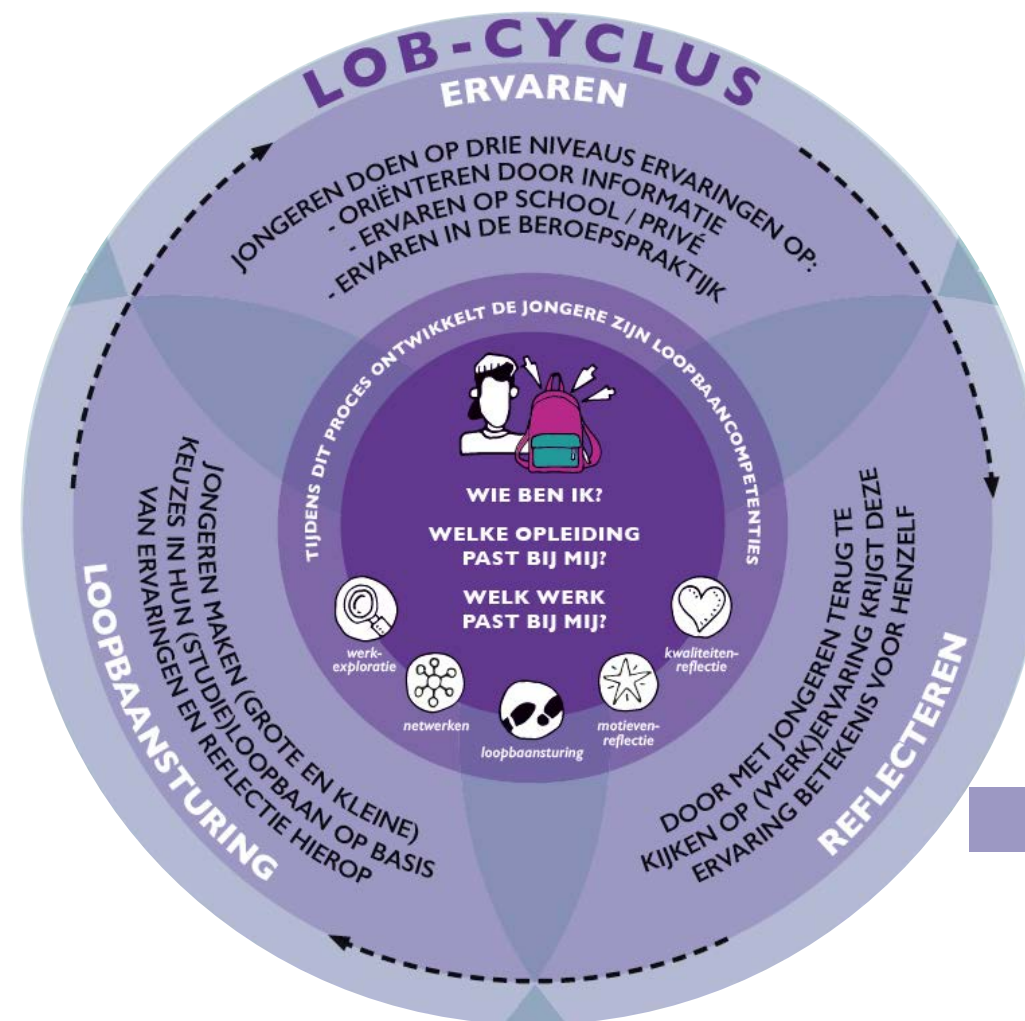 LOB-CYCLUS
ERVAREN
JONGEREN DOEN OP DRIE NIVEAUS ERVARINGEN OP:
- ORIËNTEREN DOOR INFORMATIE
- ERVAREN OP SCHOOL / PRIVÉ
- ERVAREN IN DE BEROEPSPRAKTIJK
TIJDENS DIT PROCES ONTWIKKELT DE JONGERE ZIJN LOOPBAANCOMPETENTIES
WIE BEN IK?
WELKE OPLEIDING
PAST BIJ MIJ?
WELK WERK
PAST BIJ MIJ?
werk-
exploratie
netwerken
loopbaansturing
motieven-
reflectie
kwaliteiten-
reflectie
DOOR MET JONGEREN TERUG TE
KIJKEN OP (WERK)ERVARING KRIJGT DEZE
ERVARING BETEKENIS VOOR HENZELF
REFLECTEREN
JONGEREN MAKEN (GROTE EN KLEINE)
KEUZES IN HUN (STUDIE)LOOPBAAN OP BASIS
VAN ERVARINGEN EN REFLECTIE HIEROP
LOOPBAANSTURING